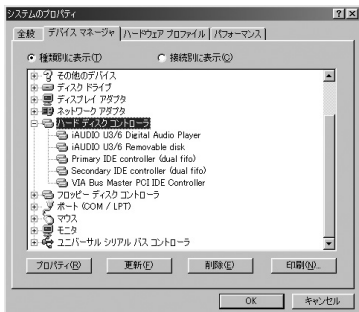 システムのプロパティ
全般 デバイス マネージャ ハードウェア プロファイル パフォーマンス
種類別に表示(T) 接続別に表示(C)
その他のデバイス
ディスク ドライブ
ディスプレイ アダプタ
ネットワーク アダプタ
ハード ディスク コントローラ
iAUDIO U3/6 Digital Audio Player
iAUDIO U3/6 Removable disk
Primary IDE controller (dual fifo)
Secondary IDE controller (dual fifo)
VIA Bus Master PCI IDE Controller
フロッピー ディスク コントローラ
ポート (COM / LPT)
マウス
モニタ
ユニバーサル シリアル バス コントローラ
プロパティ(R) 更新(F) 削除(E) 印刷(N)...
OK キャンセル